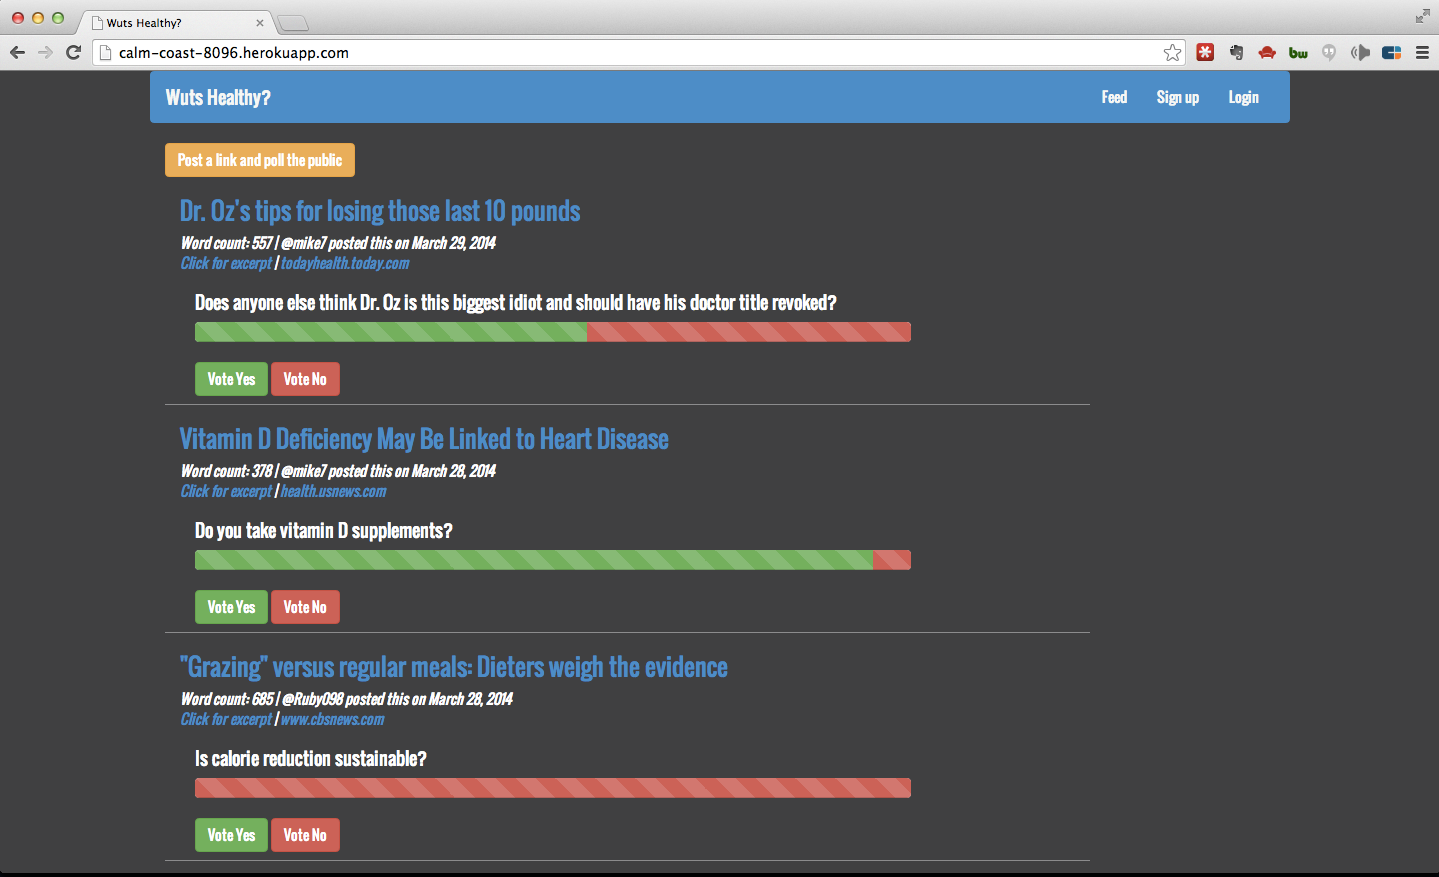 Wuts Healthy?
calm-coast-8096.herokuapp.com
bw
Wuts Healthy? Feed Sign up Login
Post a link and poll the public
Dr. Oz's tips for losing those last 10 pounds
Word count: 557 | @mike7 posted this on March 29, 2014
Click for excerpt | todayhealth.today.com
Does anyone else think Dr. Oz is this biggest idiot and should have his doctor title revoked?
Vote Yes Vote No
Vitamin D Deficiency May Be Linked to Heart Disease
Word count: 378 | @mike7 posted this on March 28, 2014
Click for excerpt | health.usnews.com
Do you take vitamin D supplements?
Vote Yes Vote No
"Grazing" versus regular meals: Dieters weigh the evidence
Word count: 685 | @Ruby098 posted this on March 28, 2014
Click for excerpt | www.cbsnews.com
Is calorie reduction sustainable?
Vote Yes Vote No